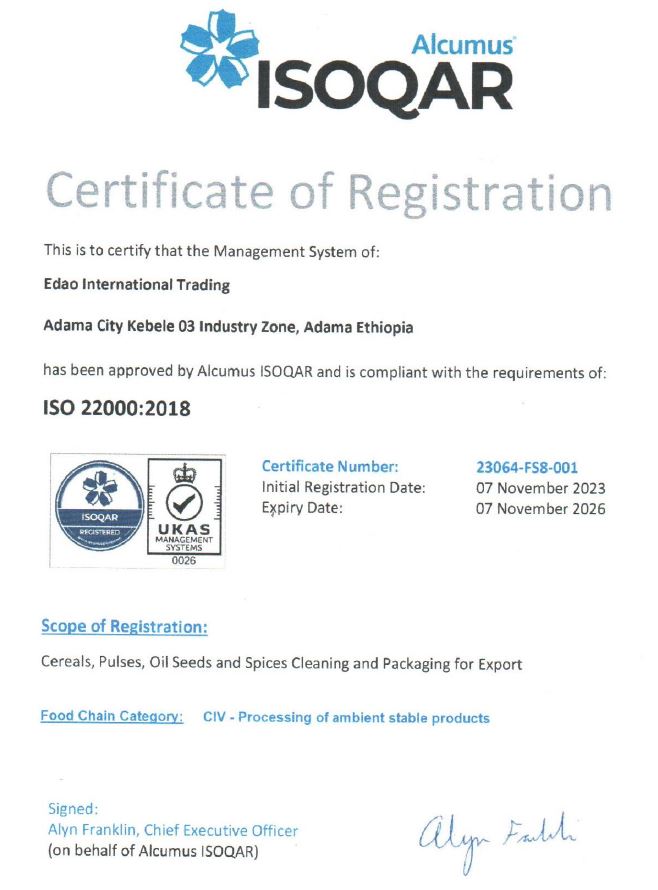 Alcumus
ISOQAR
Certificate of Registration
This is to certify that the Management System of:
Edao International Trading
Adama City Kebele 03 Industry Zone, Adama Ethiopia
has been approved by Alcumus ISOQAR and is compliant with the requirements of:
ISO 22000:2018
ISOQAR
REGISTERED
UKAS
MANAGEMENT
SYSTEMS
0026
Certificate Number: 23064-FS8-001
Initial Registration Date: 07 November 2023
Expiry Date: 07 November 2026
Scope of Registration:
Cereals, Pulses, Oil Seeds and Spices Cleaning and Packaging for Export
Food Chain Category: CIV - Processing of ambient stable products
Signed:
Alyn Franklin, Chief Executive Officer
(on behalf of Alcumus ISOQAR)
Alyn